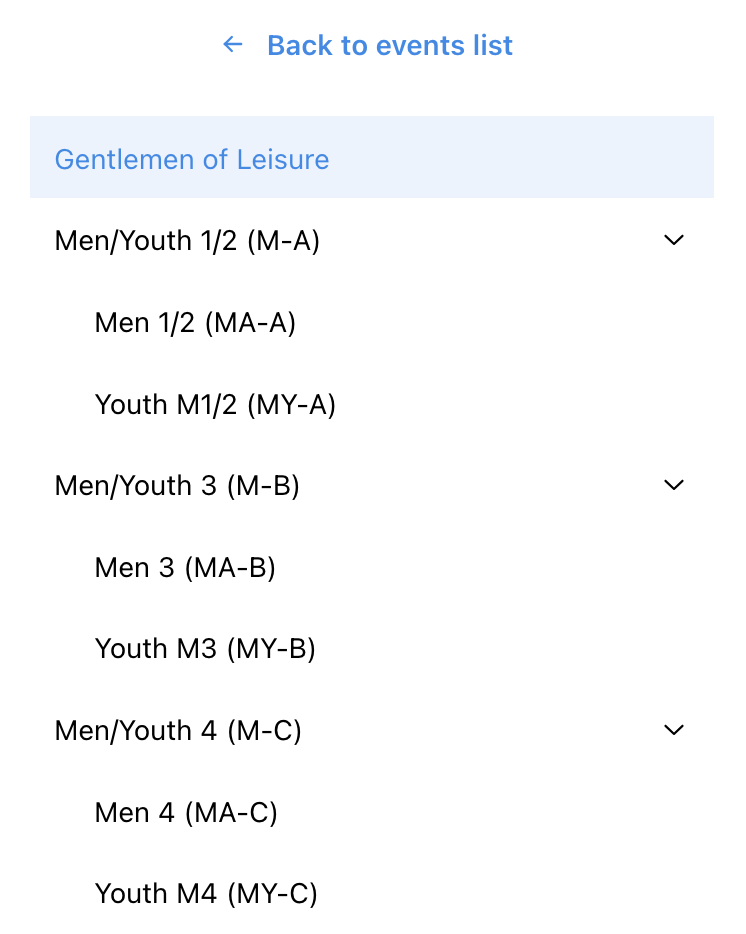 ← Back to events list
Gentlemen of Leisure
Men/Youth 1/2 (M-A)
Men 1/2 (MA-A)
Youth M1/2 (MY-A)
Men/Youth 3 (M-B)
Men 3 (MA-B)
Youth M3 (MY-B)
Men/Youth 4 (M-C)
Men 4 (MA-C)
Youth M4 (MY-C)